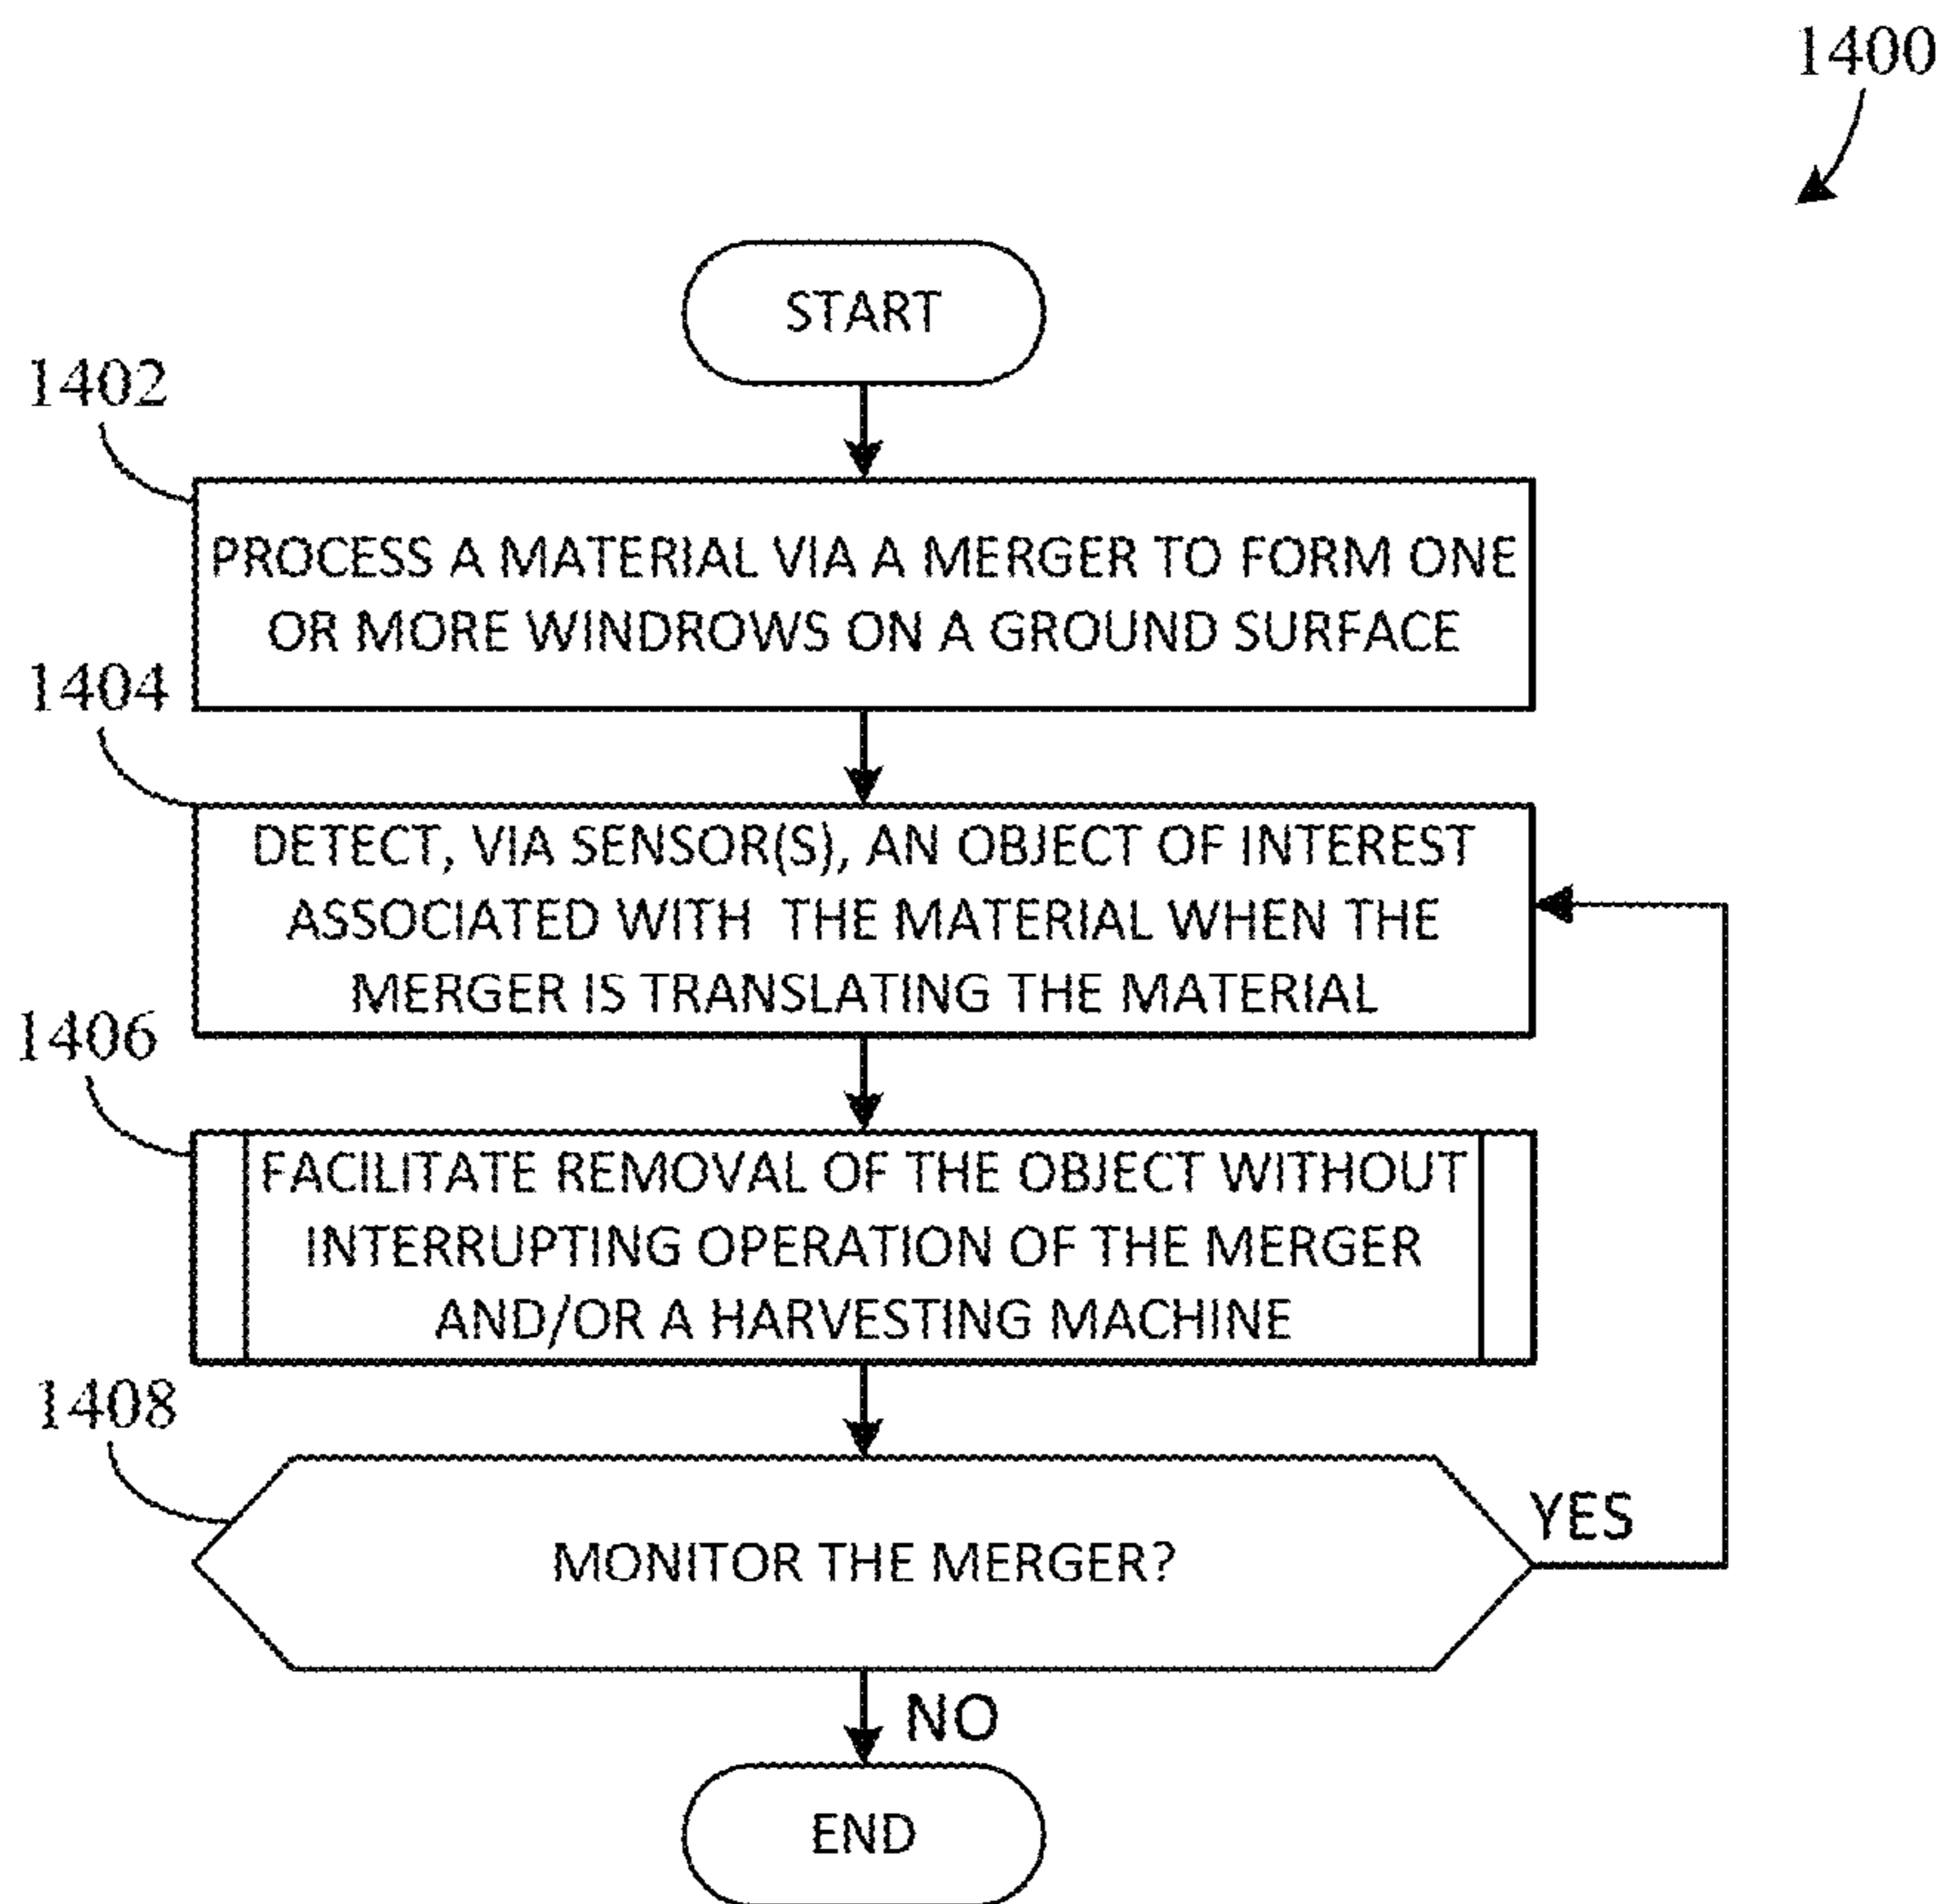 1400
START
1402
PROCESS A MATERIAL VIA A MERGER TO FORM ONE
OR MORE WINDROWS ON A GROUND SURFACE
1404
DETECT, VIA SENSOR(S), AN OBJECT OF INTEREST
ASSOCIATED WITH THE MATERIAL WHEN THE
MERGER IS TRANSLATING THE MATERIAL
1406
FACILITATE REMOVAL OF THE OBJECT WITHOUT
INTERRUPTING OPERATION OF THE MERGER
AND/OR A HARVESTING MACHINE
1408
MONITOR THE MERGER?
YES
NO
END